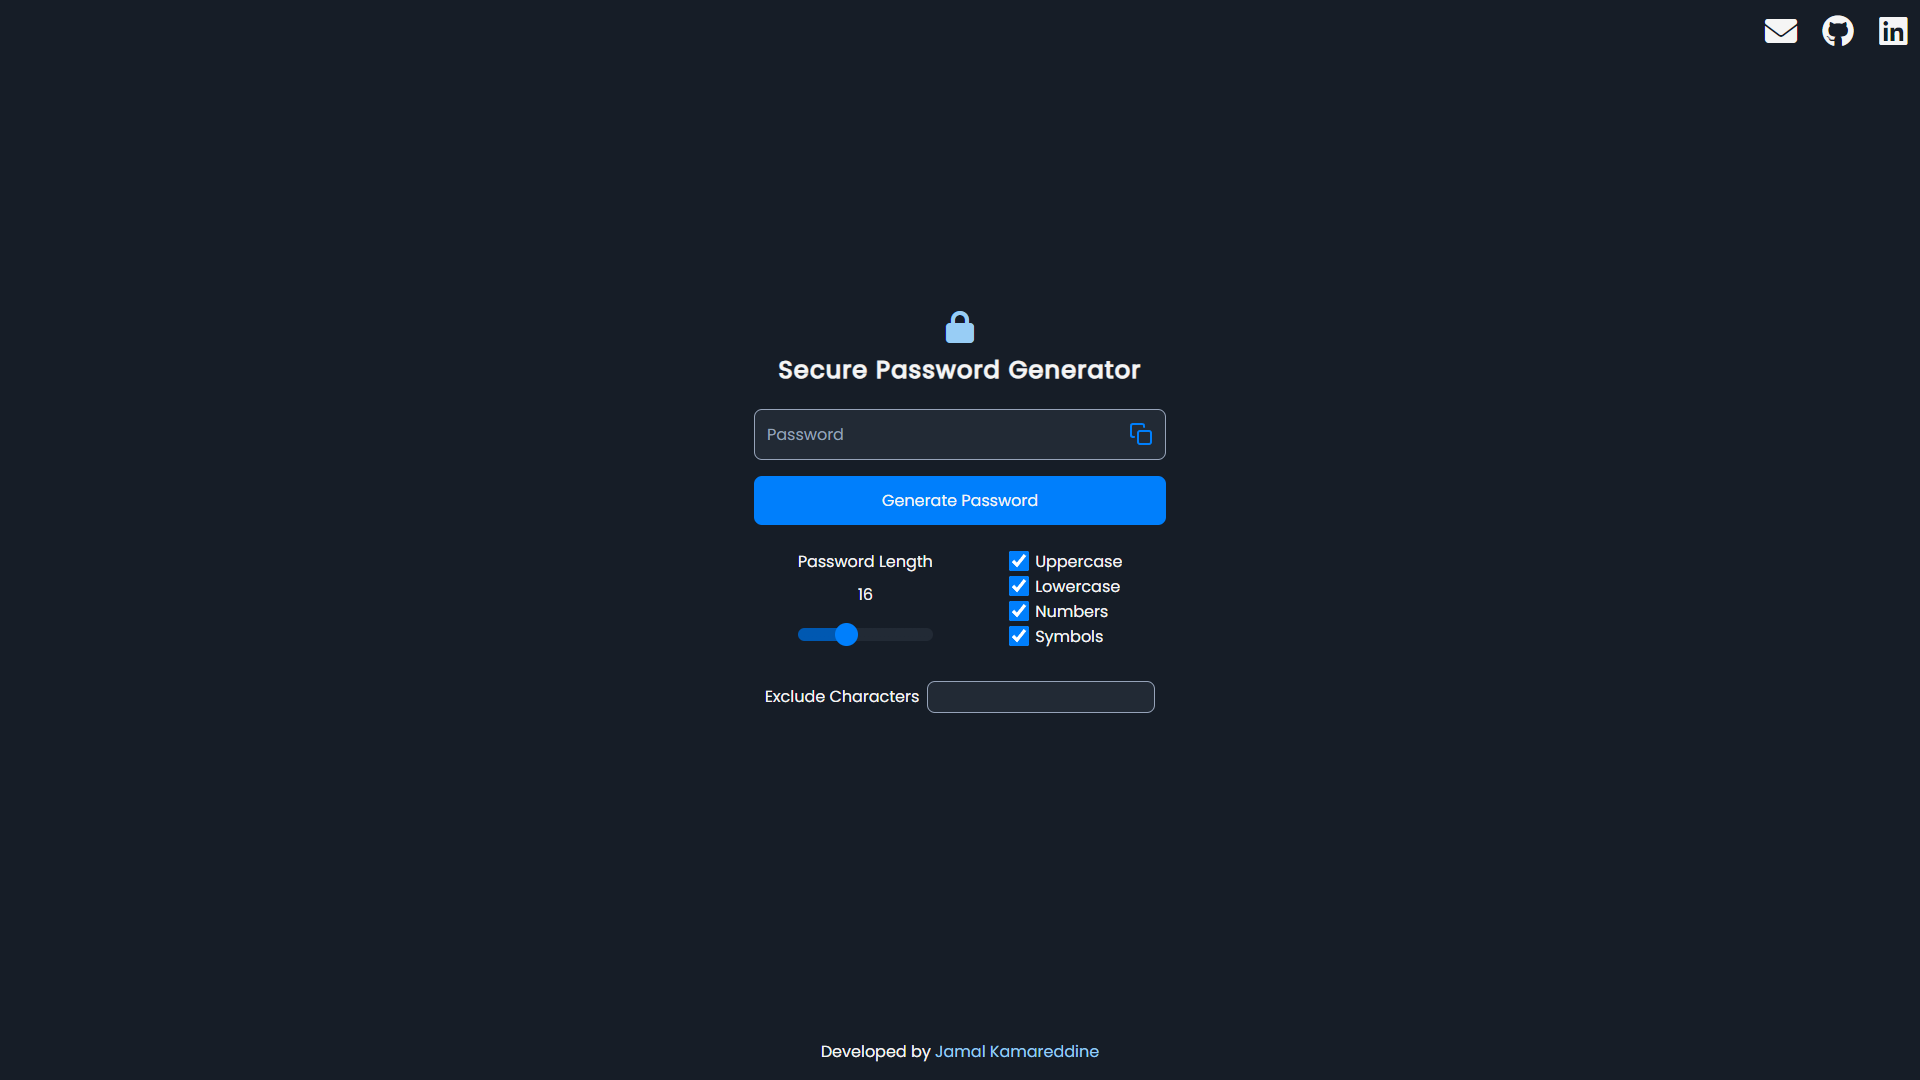 Secure Password Generator
Password
Generate Password
Password Length
16
Uppercase
Lowercase
Numbers
Symbols
Exclude Characters
Developed by Jamal Kamareddine